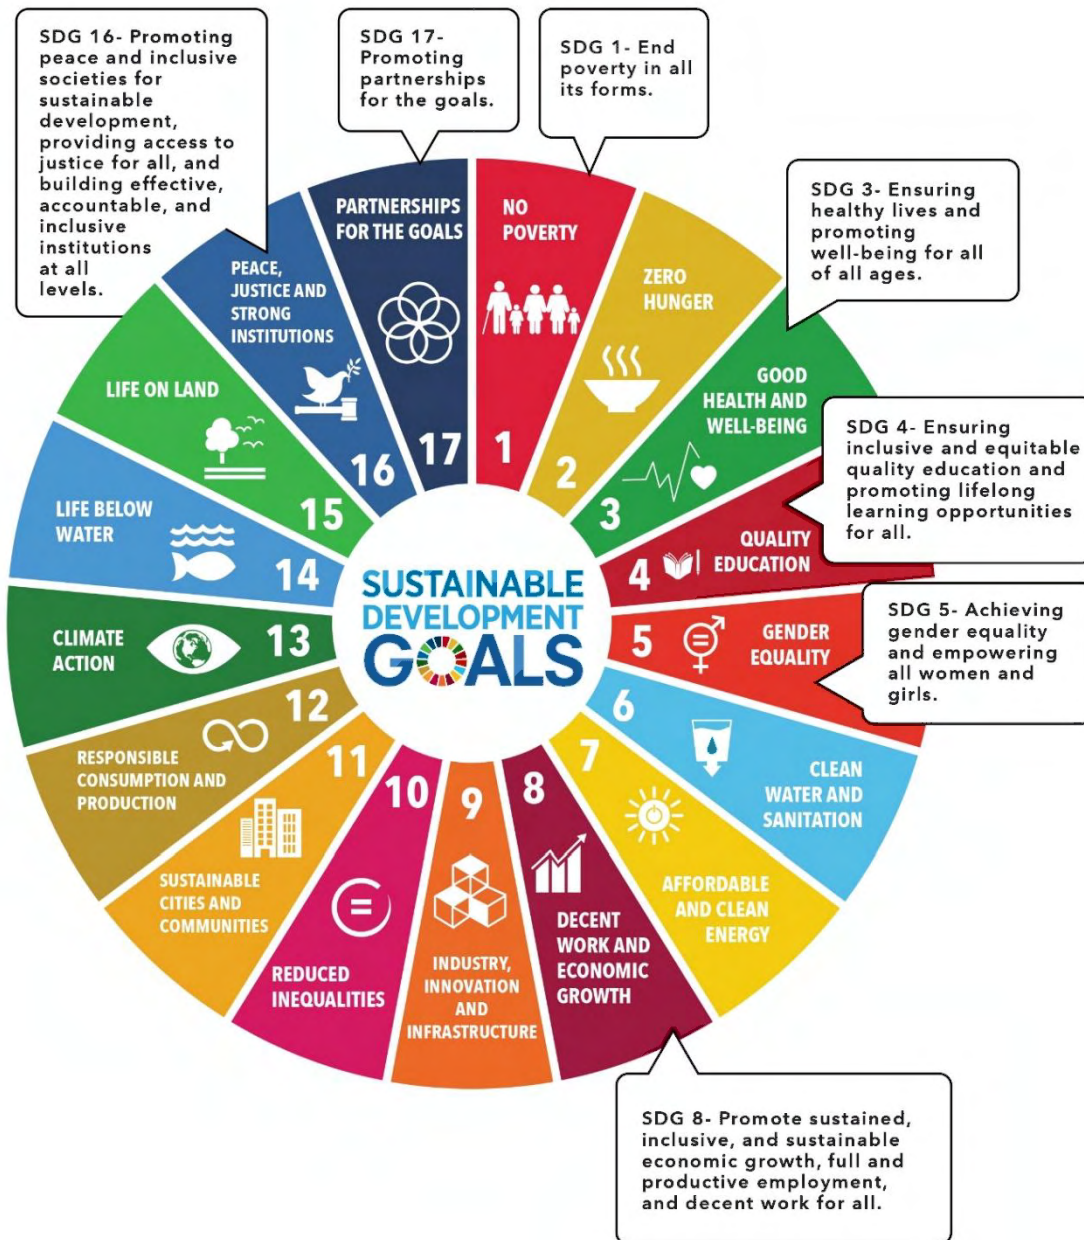 SDG 16- Promoting
peace and inclusive
societies for
sustainable
development,
providing access to
justice for all, and
building effective,
accountable, and
inclusive
institutions
at all
levels.
SDG 17-
Promoting
partnerships
for the goals.
SDG 1- End
poverty in all
its forms.
SDG 3- Ensuring
healthy lives and
promoting
well-being for all
of all ages.
SDG 4- Ensuring
inclusive and equitable
quality education and
promoting lifelong
learning opportunities
for all.
SDG 5- Achieving
gender equality
and empowering
all women and
girls.
SDG 8- Promote sustained,
inclusive, and sustainable
economic growth, full and
productive employment,
and decent work for all.
SUSTAINABLE
DEVELOPMENT
GOALS
NO
POVERTY
1
ZERO
HUNGER
2
GOOD
HEALTH AND
WELL-BEING
3
QUALITY
EDUCATION
4
GENDER
EQUALITY
5
CLEAN
WATER AND
SANITATION
6
AFFORDABLE
AND CLEAN
ENERGY
7
DECENT
WORK AND
ECONOMIC
GROWTH
8
INDUSTRY,
INNOVATION
AND
INFRASTRUCTURE
9
REDUCED
INEQUALITIES
10
SUSTAINABLE
CITIES AND
COMMUNITIES
11
RESPONSIBLE
CONSUMPTION AND
PRODUCTION
12
CLIMATE
ACTION
13
LIFE BELOW
WATER
14
LIFE ON LAND
15
PEACE,
JUSTICE AND
STRONG
INSTITUTIONS
16
PARTNERSHIPS
FOR THE GOALS
17